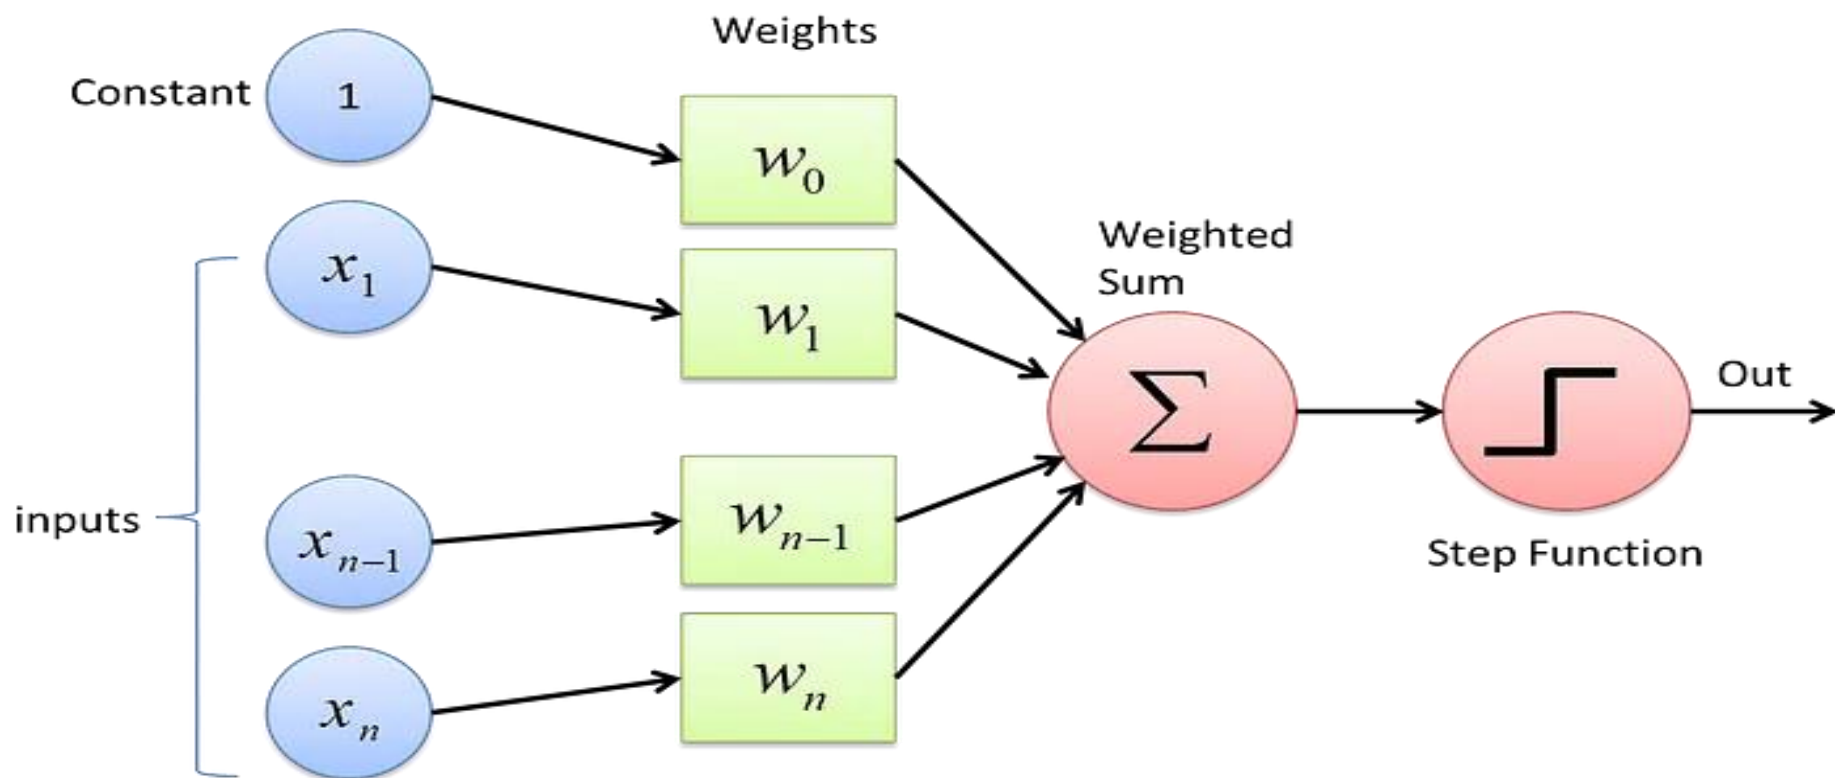 Weights
Constant
1
w₀
x₁
w₁
Weighted
Sum
Σ
Out
inputs
xₙ₋₁
wₙ₋₁
Step Function
xₙ
wₙ